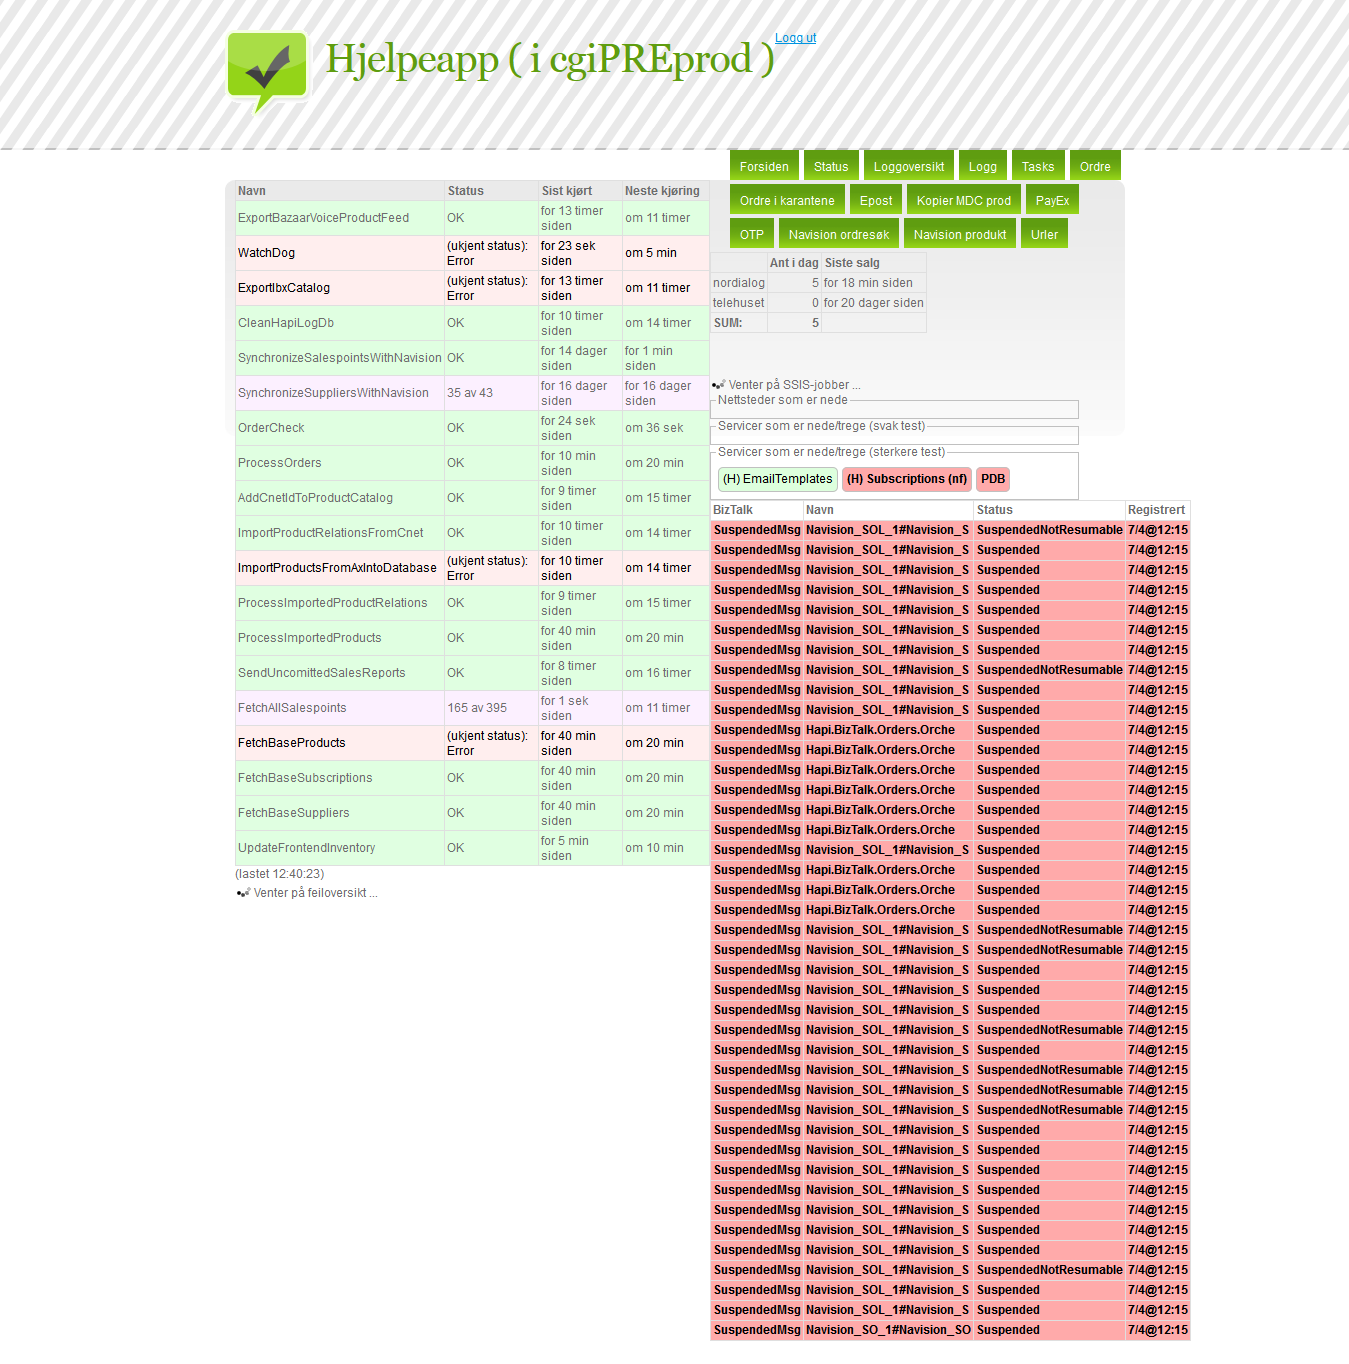 Hjelpeapp ( i cgiPREprod )
Logg ut
Forsiden Status Loggoversikt Logg Tasks Ordre
Ordre i karantene Epost Kopier MDC prod PayEx
OTP Navision ordresøk Navision produkt Urler
Navn Status Sist kjørt Neste kjøring
ExportBazaarVoiceProductFeed OK for 13 timer siden om 11 timer
WatchDog (ukjent status): Error for 23 sek siden om 5 min
ExportIbxCatalog (ukjent status): Error for 13 timer siden om 11 timer
CleanHapiLogDb OK for 10 timer siden om 14 timer
SynchronizeSalespointsWithNavision OK for 14 dager siden for 1 min siden
SynchronizeSuppliersWithNavision 35 av 43 for 16 dager siden for 16 dager siden
OrderCheck OK for 24 sek siden om 36 sek
ProcessOrders OK for 10 min siden om 20 min
AddCnetIdToProductCatalog OK for 9 timer siden om 15 timer
ImportProductRelationsFromCnet OK for 10 timer siden om 14 timer
ImportProductsFromAxIntoDatabase (ukjent status): Error for 10 timer siden om 14 timer
ProcessImportedProductRelations OK for 9 timer siden om 15 timer
ProcessImportedProducts OK for 40 min siden om 20 min
SendUncomittedSalesReports OK for 8 timer siden om 16 timer
FetchAllSalespoints 165 av 395 for 1 sek siden om 11 timer
FetchBaseProducts (ukjent status): Error for 40 min siden om 20 min
FetchBaseSubscriptions OK for 40 min siden om 20 min
FetchBaseSuppliers OK for 40 min siden om 20 min
UpdateFrontendInventory OK for 5 min siden om 10 min
(lastet 12:40:23)
Venter på feiloversikt ...
Ant i dag Siste salg
nordialog 5 for 18 min siden
telehuset 0 for 20 dager siden
SUM: 5
Venter på SSIS-jobber ...
Nettsteder som er nede
Servicer som er nede/trege (svak test)
Servicer som er nede/trege (sterkere test)
(H) EmailTemplates (H) Subscriptions (nf) PDB
BizTalk Navn Status Registrert
SuspendedMsg Navision_SOL_1#Navision_S SuspendedNotResumable 7/4@12:15
SuspendedMsg Navision_SOL_1#Navision_S Suspended 7/4@12:15
SuspendedMsg Navision_SOL_1#Navision_S Suspended 7/4@12:15
SuspendedMsg Navision_SOL_1#Navision_S Suspended 7/4@12:15
SuspendedMsg Navision_SOL_1#Navision_S Suspended 7/4@12:15
SuspendedMsg Navision_SOL_1#Navision_S Suspended 7/4@12:15
SuspendedMsg Navision_SOL_1#Navision_S Suspended 7/4@12:15
SuspendedMsg Navision_SOL_1#Navision_S SuspendedNotResumable 7/4@12:15
SuspendedMsg Navision_SOL_1#Navision_S Suspended 7/4@12:15
SuspendedMsg Navision_SOL_1#Navision_S Suspended 7/4@12:15
SuspendedMsg Hapi.BizTalk.Orders.Orche Suspended 7/4@12:15
SuspendedMsg Hapi.BizTalk.Orders.Orche Suspended 7/4@12:15
SuspendedMsg Hapi.BizTalk.Orders.Orche Suspended 7/4@12:15
SuspendedMsg Hapi.BizTalk.Orders.Orche Suspended 7/4@12:15
SuspendedMsg Hapi.BizTalk.Orders.Orche Suspended 7/4@12:15
SuspendedMsg Hapi.BizTalk.Orders.Orche Suspended 7/4@12:15
SuspendedMsg Navision_SOL_1#Navision_S Suspended 7/4@12:15
SuspendedMsg Hapi.BizTalk.Orders.Orche Suspended 7/4@12:15
SuspendedMsg Hapi.BizTalk.Orders.Orche Suspended 7/4@12:15
SuspendedMsg Hapi.BizTalk.Orders.Orche Suspended 7/4@12:15
SuspendedMsg Navision_SOL_1#Navision_S SuspendedNotResumable 7/4@12:15
SuspendedMsg Navision_SOL_1#Navision_S SuspendedNotResumable 7/4@12:15
SuspendedMsg Navision_SOL_1#Navision_S Suspended 7/4@12:15
SuspendedMsg Navision_SOL_1#Navision_S Suspended 7/4@12:15
SuspendedMsg Navision_SOL_1#Navision_S Suspended 7/4@12:15
SuspendedMsg Navision_SOL_1#Navision_S SuspendedNotResumable 7/4@12:15
SuspendedMsg Navision_SOL_1#Navision_S Suspended 7/4@12:15
SuspendedMsg Navision_SOL_1#Navision_S SuspendedNotResumable 7/4@12:15
SuspendedMsg Navision_SOL_1#Navision_S SuspendedNotResumable 7/4@12:15
SuspendedMsg Navision_SOL_1#Navision_S SuspendedNotResumable 7/4@12:15
SuspendedMsg Navision_SOL_1#Navision_S Suspended 7/4@12:15
SuspendedMsg Navision_SOL_1#Navision_S Suspended 7/4@12:15
SuspendedMsg Navision_SOL_1#Navision_S Suspended 7/4@12:15
SuspendedMsg Navision_SOL_1#Navision_S Suspended 7/4@12:15
SuspendedMsg Navision_SOL_1#Navision_S Suspended 7/4@12:15
SuspendedMsg Navision_SOL_1#Navision_S Suspended 7/4@12:15
SuspendedMsg Navision_SOL_1#Navision_S Suspended 7/4@12:15
SuspendedMsg Navision_SOL_1#Navision_S SuspendedNotResumable 7/4@12:15
SuspendedMsg Navision_SOL_1#Navision_S Suspended 7/4@12:15
SuspendedMsg Navision_SOL_1#Navision_S Suspended 7/4@12:15
SuspendedMsg Navision_SO_1#Navision_SO Suspended 7/4@12:15